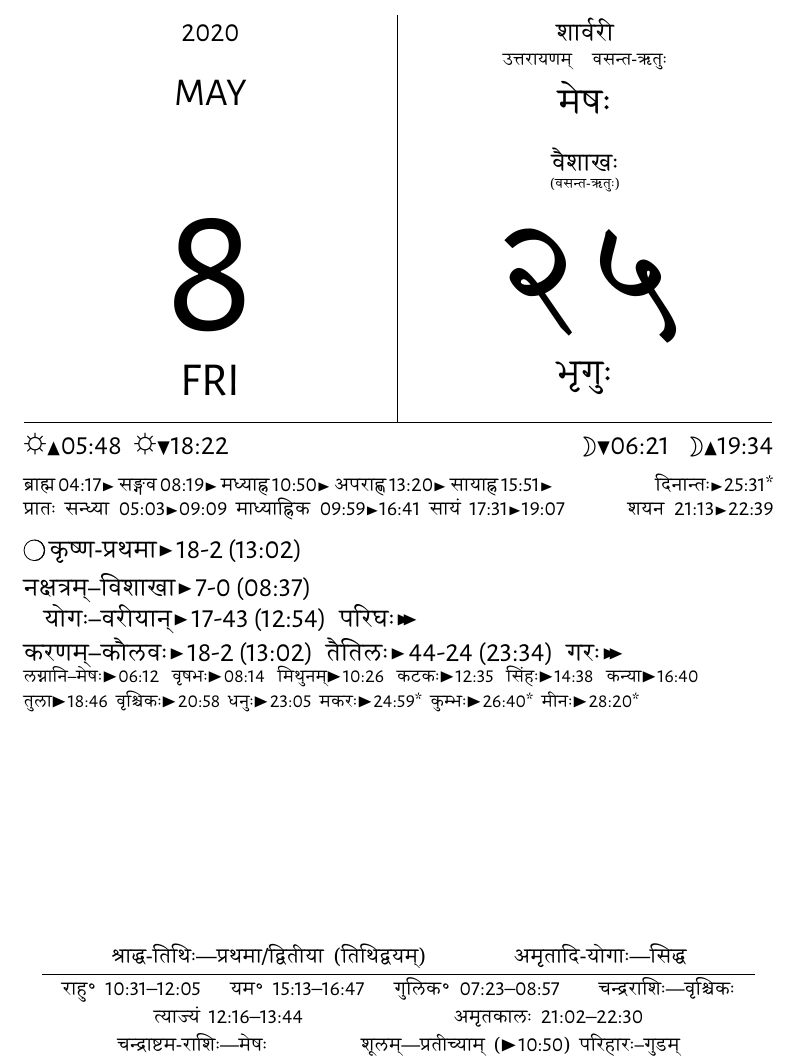 2020
MAY
8
FRI
शार्वरी
उत्तरायणम् वसन्त-ऋतुः
मेषः
वैशाखः
(वसन्त-ऋतुः)
२५
भृगुः
☼▲05:48 ☼▼18:22 ☽▼06:21 ☽▲19:34
ब्राह्म 04:17► सङ्गव 08:19► मध्याह्न 10:50► अपराह्ण 13:20► सायाह्न 15:51► दिनान्तः►25:31*
प्रातः सन्ध्या 05:03►09:09 माध्याह्निक 09:59►16:41 सायं 17:31►19:07 शयन 21:13►22:39
◯कृष्ण-प्रथमा►18-2 (13:02)
नक्षत्रम्–विशाखा►7-0 (08:37)
योगः–वरीयान्►17-43 (12:54) परिघः►►
करणम्–कौलवः►18-2 (13:02) तैतिलः►44-24 (23:34) गरः►►
लग्नानि–मेषः►06:12 वृषभः►08:14 मिथुनम्►10:26 कटकः►12:35 सिंहः►14:38 कन्या►16:40
तुला►18:46 वृश्चिकः►20:58 धनुः►23:05 मकरः►24:59* कुम्भः►26:40* मीनः►28:20*
श्राद्ध-तिथिः—प्रथमा/द्वितीया (तिथिद्वयम्) अमृतादि-योगाः—सिद्ध
राहु॰ 10:31–12:05 यम॰ 15:13–16:47 गुलिक॰ 07:23–08:57 चन्द्रराशिः—वृश्चिकः
त्याज्यं 12:16–13:44 अमृतकालः 21:02–22:30
चन्द्राष्टम-राशिः—मेषः शूलम्—प्रतीच्याम् (►10:50) परिहारः–गुडम्